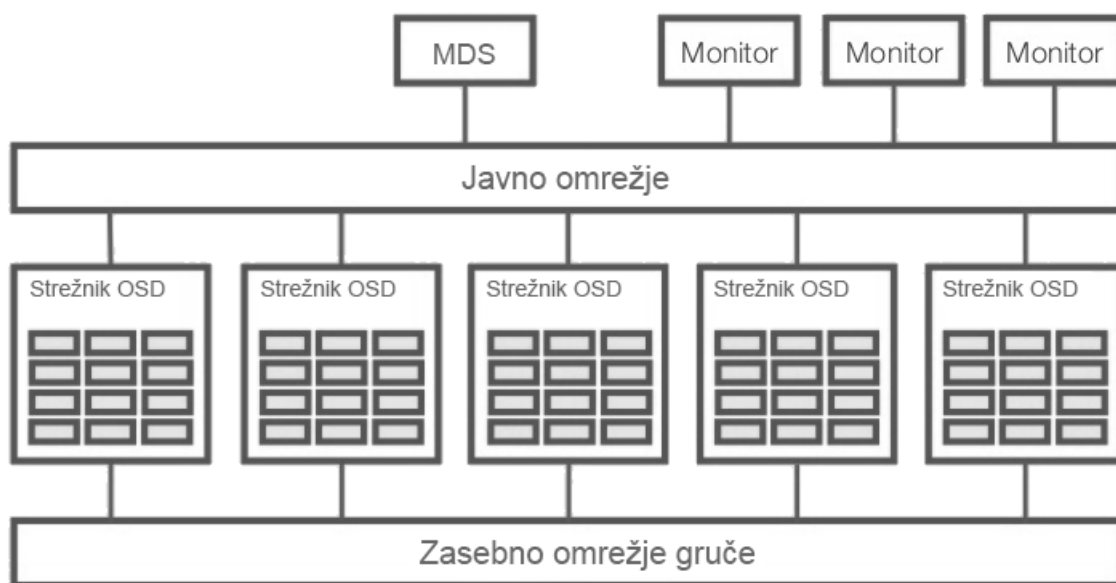 MDS
Monitor
Monitor
Monitor
Javno omrežje
Strežnik OSD
Strežnik OSD
Strežnik OSD
Strežnik OSD
Strežnik OSD
Zasebno omrežje gruče